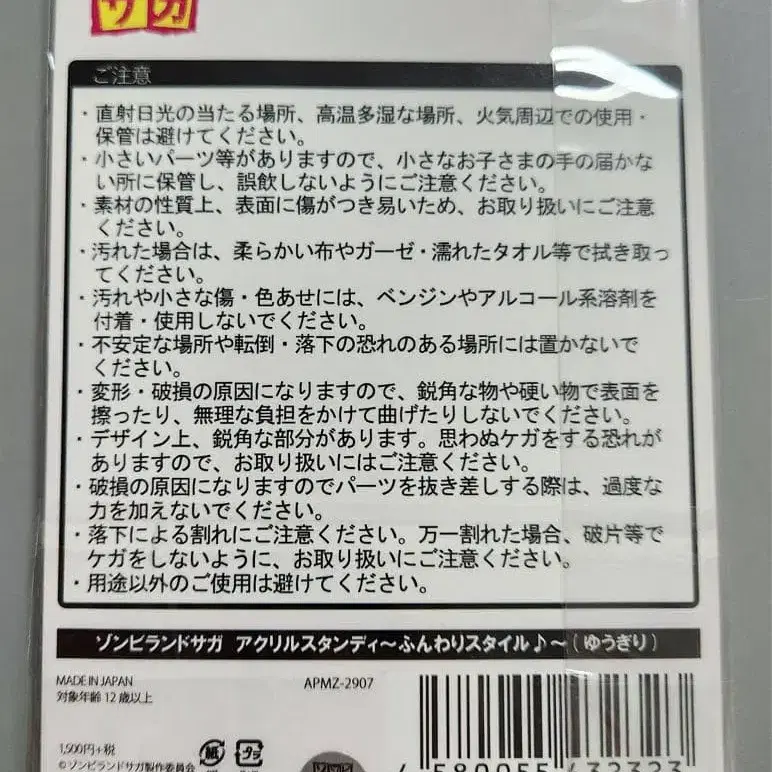 サガ
ご注意
・直射日光の当たる場所、高温多湿な場所、火気周辺での使用・
保管は避けてください。
・小さいパーツ等がありますので、小さなお子さまの手の届かな
い所に保管し、誤飲しないようにご注意ください。
・素材の性質上、表面に傷がつき易いため、お取り扱いにご注意
ください。
・汚れた場合は、柔らかい布やガーゼ・濡れたタオル等で拭き取っ
てください。
・汚れや小さな傷・色あせには、ベンジンやアルコール系溶剤を
付着・使用しないでください。
・不安定な場所や転倒・落下の恐れのある場所には置かないで
ください。
・変形・破損の原因になりますので、鋭角な物や硬い物で表面を
擦ったり、無理な負担をかけて曲げたりしないでください。
・デザイン上、鋭角な部分があります。思わぬケガをする恐れが
ありますので、お取り扱いにはご注意ください。
・破損の原因になりますのでパーツを抜き差しする際は、過度な
力を加えないでください。
・落下による割れにご注意ください。万一割れた場合、破片等で
ケガをしないように、お取り扱いにご注意ください。
・用途以外のご使用は避けてください。
ゾンビランドサガ アクリルスタンディ～ふんわりスタイル♪～(ゆうぎり)
MADE IN JAPAN
対象年齢12歳以上
APMZ-2907
1,500円+税
©ゾンビランドサガ製作委員会
紙
プラ
4 580055 432323